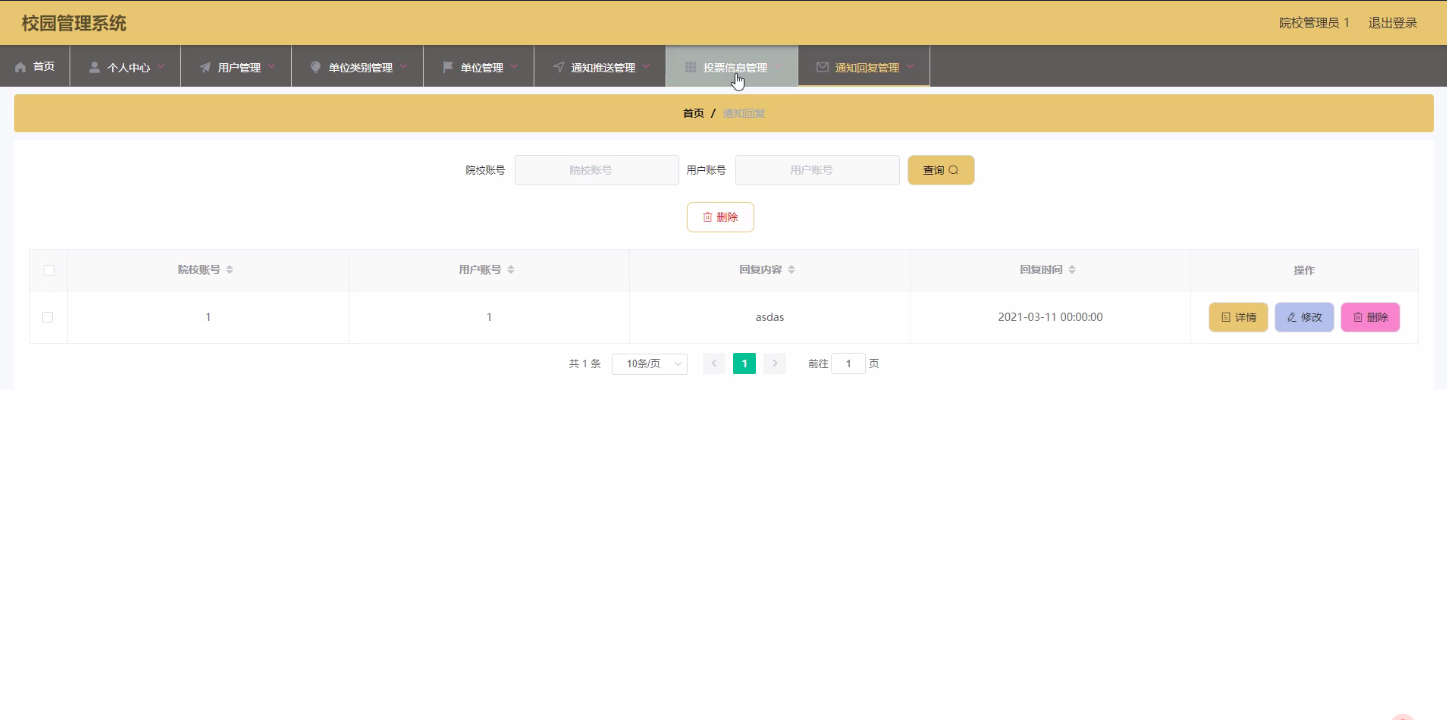 校园管理系统 院校管理员 1 退出登录
首页 个人中心 用户管理 单位类别管理 单位管理 通知推送管理 投票信息管理 通知回复管理
首页 / 通知回复
院校账号 院校账号 用户账号 用户账号 查询
删除
院校账号 用户账号 回复内容 回复时间 操作
1 1 asdas 2021-03-11 00:00:00 详情 修改 删除
共 1 条 10条/页 1 前往 1 页